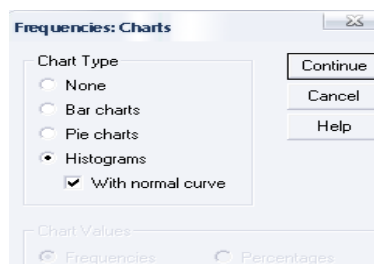 Frequencies: Charts
Chart Type
None
Bar charts
Pie charts
Histograms
With normal curve
Continue
Cancel
Help
Chart Values
Frequencies Percentages